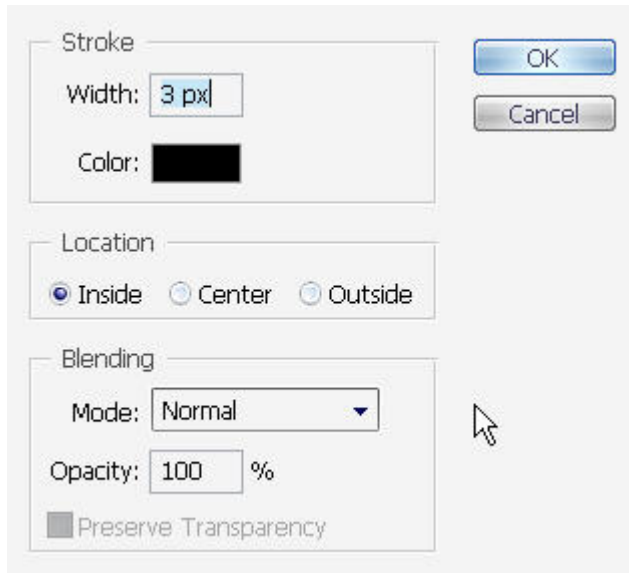 Stroke
OK
Width: 3 px
Cancel
Color:
Location
Inside Center Outside
Blending
Mode: Normal
Opacity: 100 %
Preserve Transparency